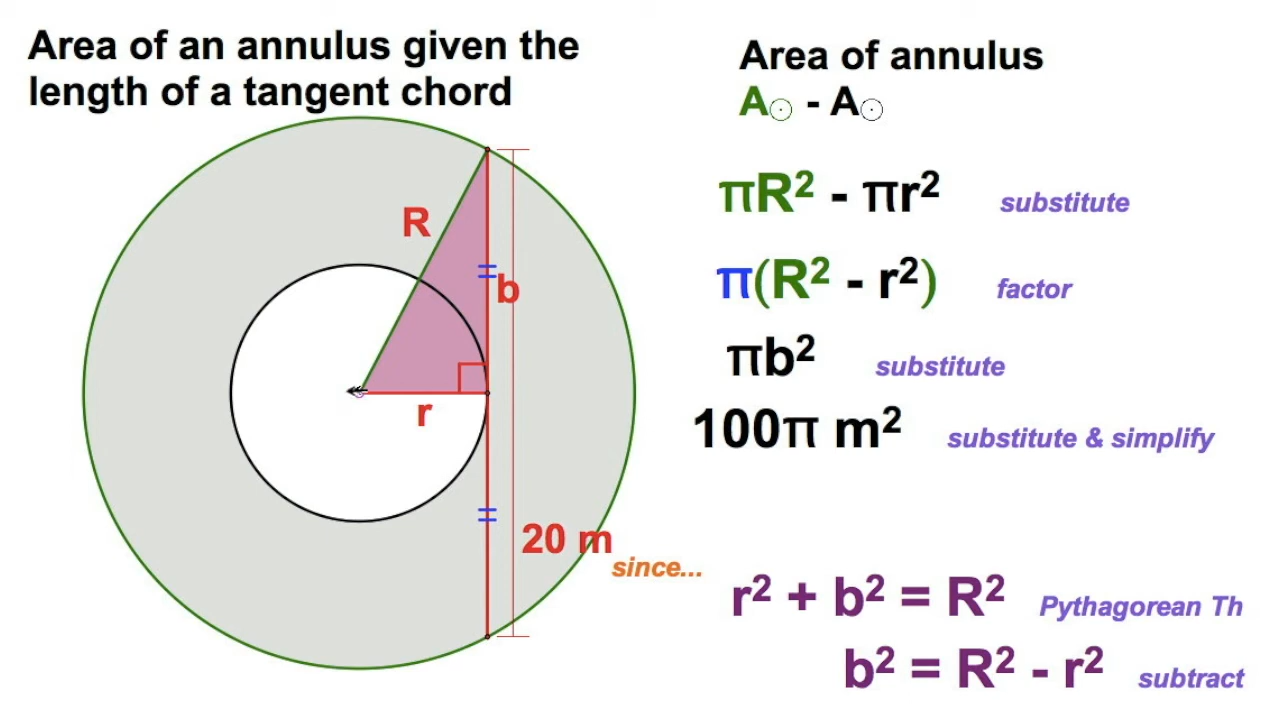 Area of an annulus given the
length of a tangent chord
R
b
r
20 m
since...
Area of annulus
A⊙ - A⊙
πR² - πr² substitute
π(R² - r²) factor
πb² substitute
100π m² substitute & simplify
r² + b² = R² Pythagorean Th
b² = R² - r² subtract